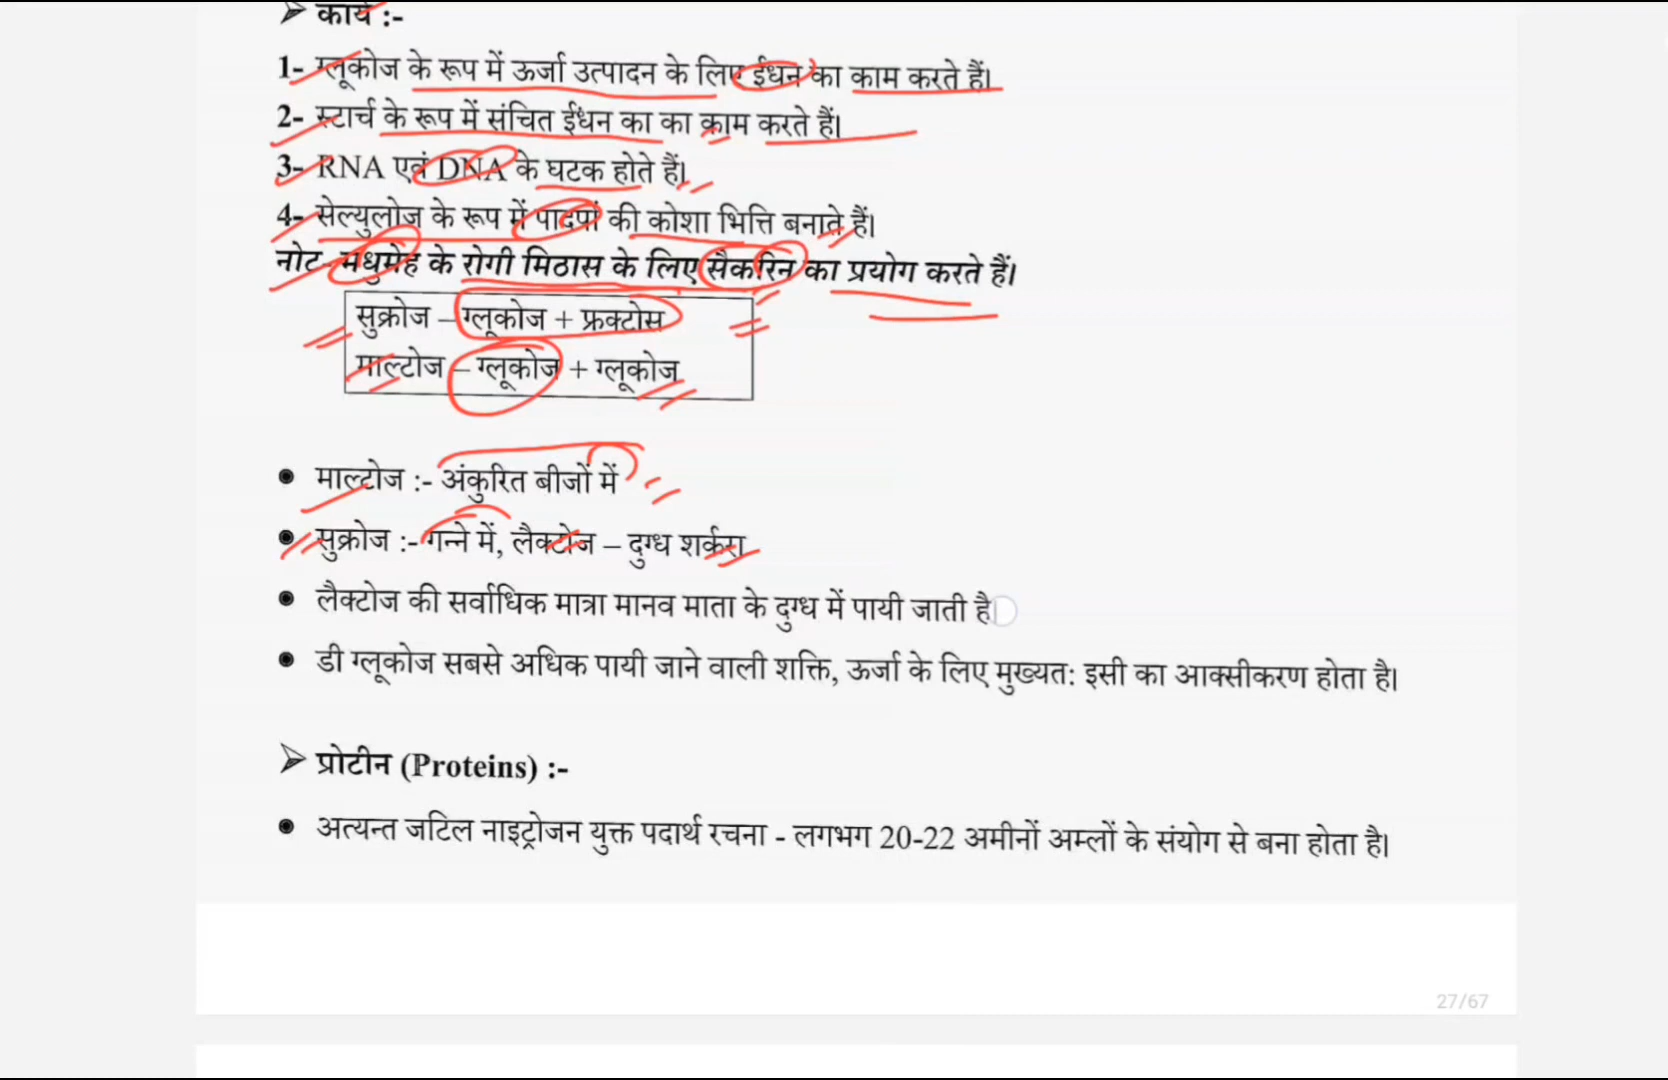 ➢ कार्य :-
1- ग्लूकोज के रूप में ऊर्जा उत्पादन के लिए ईंधन का काम करते हैं।
2- स्टार्च के रूप में संचित ईंधन का का काम करते हैं।
3- RNA एवं DNA के घटक होते हैं।
4- सेल्युलोज के रूप में पादपों की कोशा भित्ति बनाते हैं।
नोट- मधुमेह के रोगी मिठास के लिए सैकरिन का प्रयोग करते हैं।
सुक्रोज – ग्लूकोज + फ्रक्टोस
माल्टोज – ग्लूकोज + ग्लूकोज
● माल्टोज :- अंकुरित बीजों में
● सुक्रोज :- गन्ने में, लैक्टोज – दुग्ध शर्करा
● लैक्टोज की सर्वाधिक मात्रा मानव माता के दुग्ध में पायी जाती है।
● डी ग्लूकोज सबसे अधिक पायी जाने वाली शक्ति, ऊर्जा के लिए मुख्यत: इसी का आक्सीकरण होता है।
➢ प्रोटीन (Proteins) :-
● अत्यन्त जटिल नाइट्रोजन युक्त पदार्थ रचना - लगभग 20-22 अमीनों अम्लों के संयोग से बना होता है।
27/67